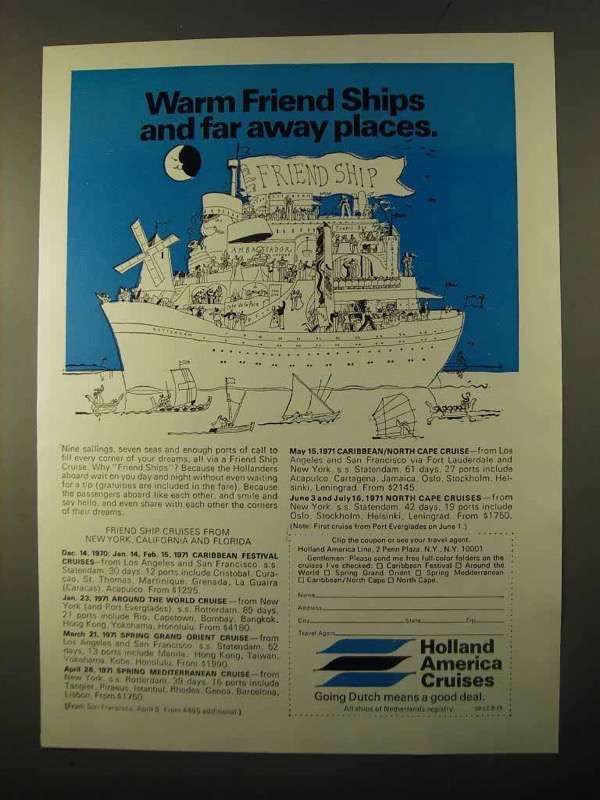 Warm Friend Ships
and far away places.
FRIEND SHIP
AMBASSADOR
ROTTERDAM
Nine sailings, seven seas and enough ports of call to
fill every corner of your dreams, all via a Friend Ship
Cruise. Why "Friend Ships"? Because the Hollanders
aboard wait on you day and night without even waiting
for a tip (gratuities are included in the fare). Because
the passengers aboard like each other, and smile and
say hello, and even share with each other the corners
of their dreams.
FRIEND SHIP CRUISES FROM
NEW YORK, CALIFORNIA AND FLORIDA
Dec. 14, 1970; Jan. 14, Feb. 15, 1971 CARIBBEAN FESTIVAL
CRUISES—from Los Angeles and San Francisco. s.s.
Statendam. 30 days. 12 ports include Cristobal, Cura-
cao, St. Thomas, Martinique, Grenada, La Guaira
(Caracas), Acapulco. From $1295.
Jan. 23, 1971 AROUND THE WORLD CRUISE—from New
York (and Port Everglades). s.s. Rotterdam. 89 days,
21 ports include Rio, Capetown, Bombay, Bangkok,
Hong Kong, Yokohama, Honolulu. From $4180.
March 21, 1971 SPRING GRAND ORIENT CRUISE—from
Los Angeles and San Francisco. s.s. Statendam. 52
days, 13 ports include Manila, Hong Kong, Taiwan,
Yokohama, Kobe, Honolulu. From $1900.
April 28, 1971 SPRING MEDITERRANEAN CRUISE—from
New York. s.s. Rotterdam. 39 days. 16 ports include
Tangier, Piraeus, Istanbul, Rhodes, Genoa, Barcelona,
Lisbon. From $1750.
(From San Francisco, April 5. From $465 additional.)
May 15, 1971 CARIBBEAN/NORTH CAPE CRUISE—from Los
Angeles and San Francisco via Fort Lauderdale and
New York. s.s. Statendam. 61 days, 27 ports include
Acapulco, Cartagena, Jamaica, Oslo, Stockholm, Hel-
sinki, Leningrad. From $2145.
June 3 and July 16, 1971 NORTH CAPE CRUISES—from
New York. s.s. Statendam. 42 days, 19 ports include
Oslo, Stockholm, Helsinki, Leningrad. From $1750.
(Note: First cruise from Port Everglades on June 1.)
Clip the coupon or see your travel agent.
Holland America Line, 2 Penn Plaza, N.Y., N.Y. 10001
Gentlemen: Please send me free full-color folders on the
cruises I've checked: □ Caribbean Festival □ Around the
World □ Spring Grand Orient □ Spring Mediterranean
□ Caribbean/North Cape □ North Cape.
Name
Address
City State Zip
Travel Agent
Holland
America
Cruises
Going Dutch means a good deal.
All ships of Netherlands registry.